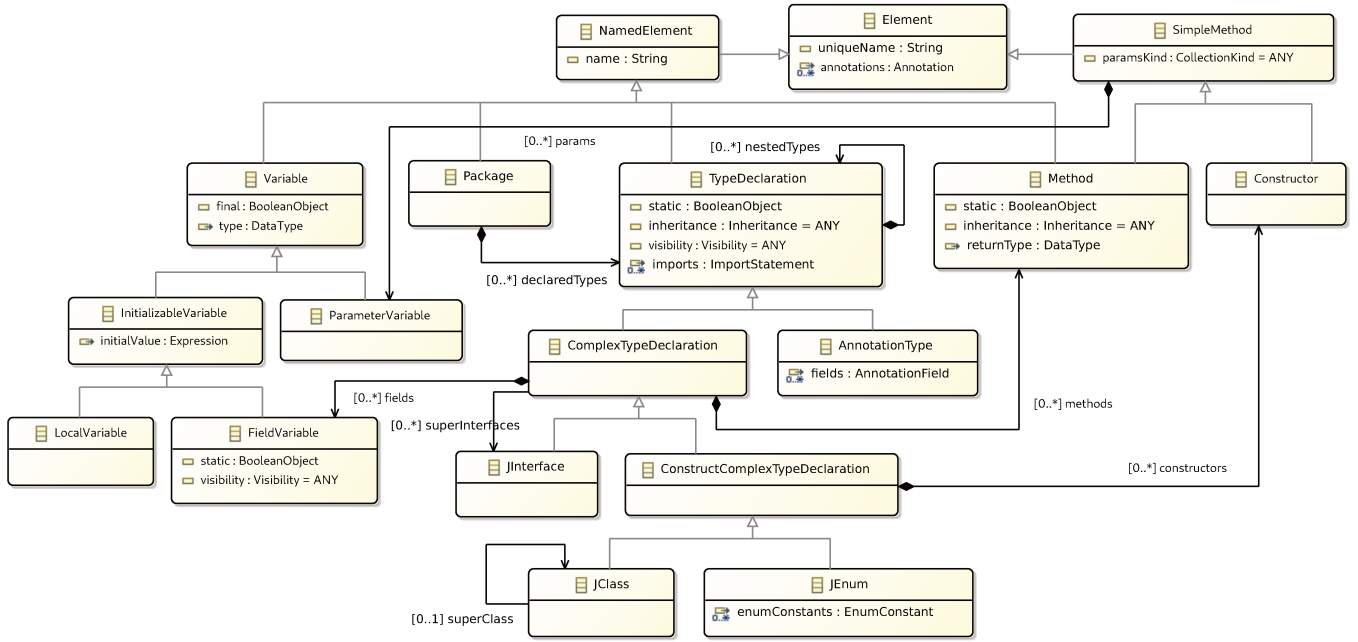 NamedElement
name : String
Element
uniqueName : String
annotations : Annotation
SimpleMethod
paramsKind : CollectionKind = ANY
[0..*] params
[0..*] nestedTypes
Variable
final : BooleanObject
type : DataType
Package
TypeDeclaration
static : BooleanObject
inheritance : Inheritance = ANY
visibility : Visibility = ANY
imports : ImportStatement
Method
static : BooleanObject
inheritance : Inheritance = ANY
returnType : DataType
Constructor
[0..*] declaredTypes
InitializableVariable
initialValue : Expression
ParameterVariable
ComplexTypeDeclaration
AnnotationType
fields : AnnotationField
[0..*] fields
[0..*] superInterfaces
[0..*] methods
LocalVariable
FieldVariable
static : BooleanObject
visibility : Visibility = ANY
JInterface
ConstructComplexTypeDeclaration
[0..*] constructors
JClass
[0..1] superClass
JEnum
enumConstants : EnumConstant